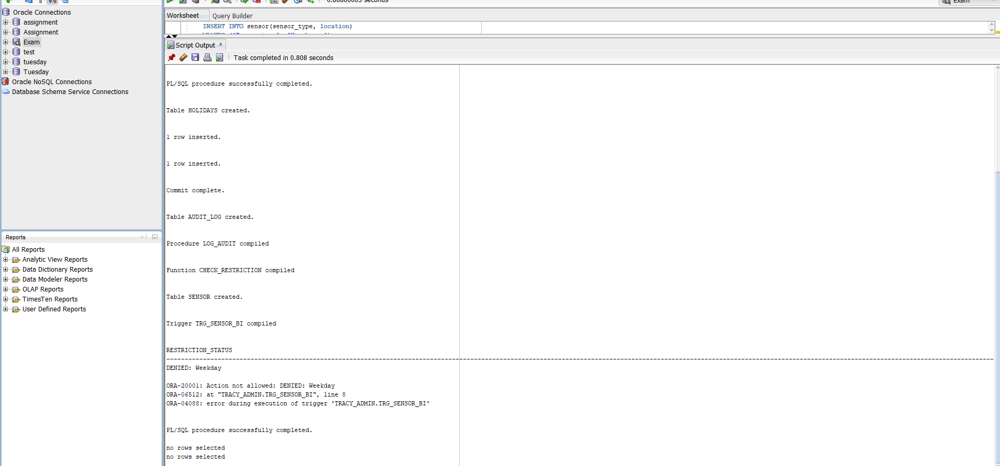 Oracle Connections
assignment
Assignment
Exam
test
tuesday
Tuesday
Oracle NoSQL Connections
Database Schema Service Connections
Reports
All Reports
Analytic View Reports
Data Dictionary Reports
Data Modeler Reports
OLAP Reports
TimesTen Reports
User Defined Reports
seconds
Exam
Worksheet
Query Builder
INSERT INTO sensor(sensor_type, location)
Script Output
Task completed in 0.808 seconds
PL/SQL procedure successfully completed.
Table HOLIDAYS created.
1 row inserted.
1 row inserted.
Commit complete.
Table AUDIT_LOG created.
Procedure LOG_AUDIT compiled
Function CHECK_RESTRICTION compiled
Table SENSOR created.
Trigger TRG_SENSOR_BI compiled
RESTRICTION_STATUS
DENIED: Weekday
ORA-20001: Action not allowed: DENIED: Weekday
ORA-06512: at "TRACY_ADMIN.TRG_SENSOR_BI", line 8
ORA-04088: error during execution of trigger 'TRACY_ADMIN.TRG_SENSOR_BI'
PL/SQL procedure successfully completed.
no rows selected
no rows selected